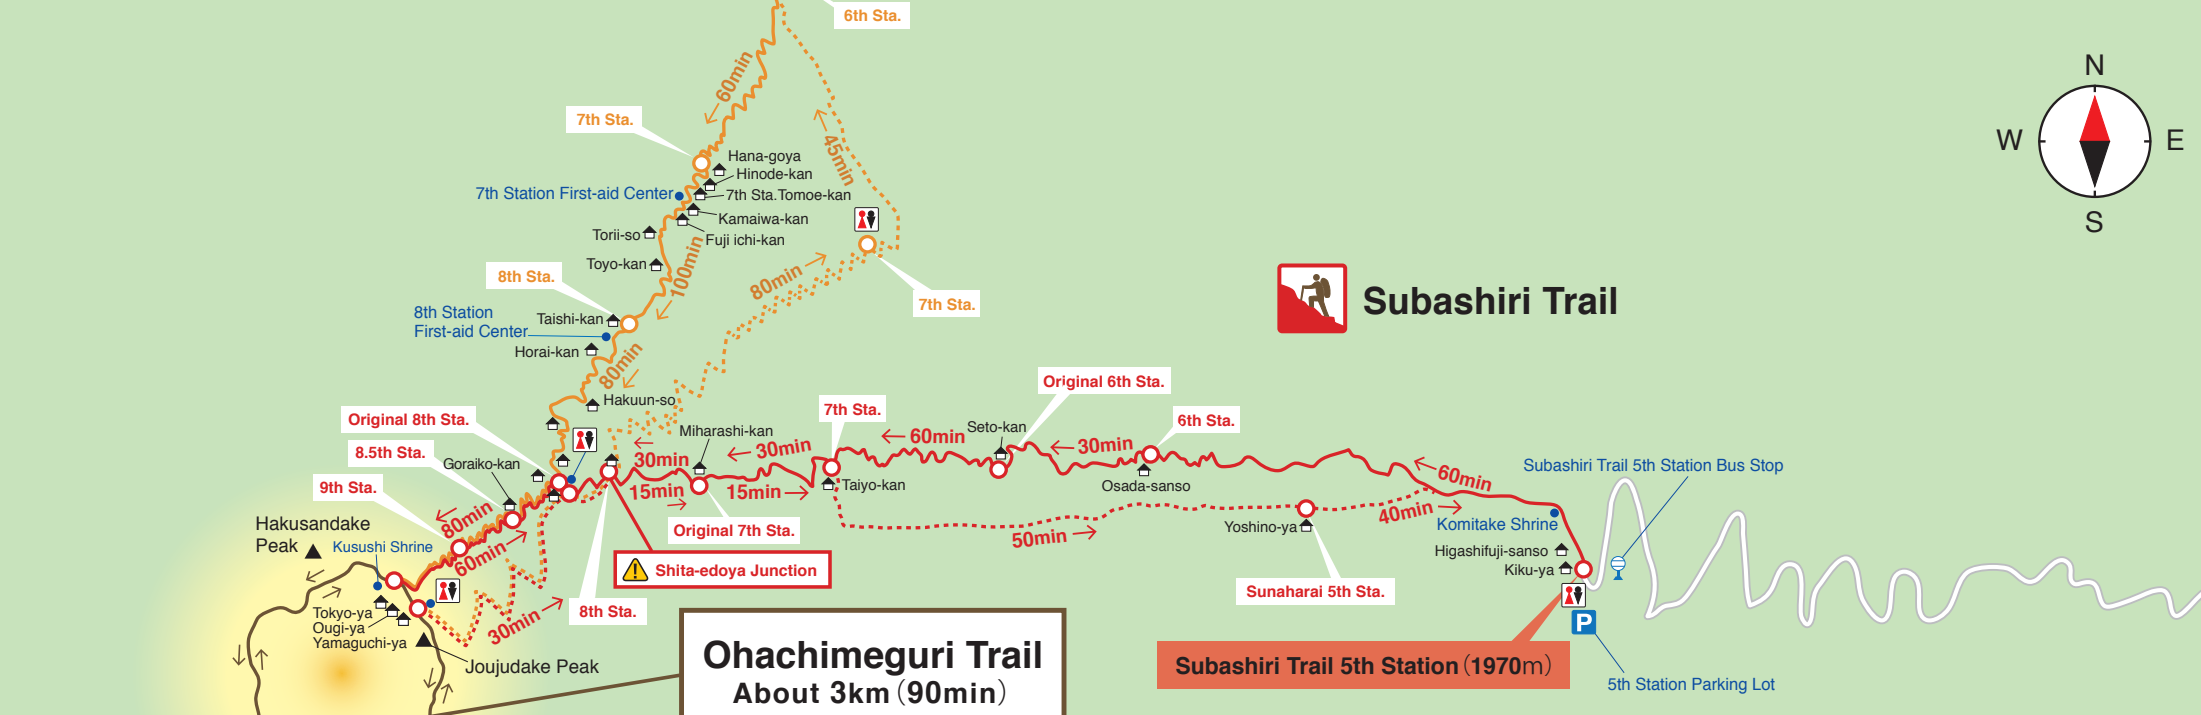 6th Sta.
60min
7th Sta.
Hana-goya
Hinode-kan
7th Station First-aid Center
7th Sta.Tomoe-kan
Kamaiwa-kan
Torii-so
Fuji ichi-kan
Toyo-kan
100min
45min
80min
7th Sta.
8th Sta.
8th Station
First-aid Center
Taishi-kan
Horai-kan
80min
Hakuun-so
N
W
E
S
Subashiri Trail
Original 8th Sta.
8.5th Sta.
Goraiko-kan
9th Sta.
Miharashi-kan
30min
15min
30min
15min
Original 7th Sta.
7th Sta.
Taiyo-kan
60min
Seto-kan
Original 6th Sta.
30min
6th Sta.
Osada-sanso
60min
50min
Yoshino-ya
40min
Sunaharai 5th Sta.
Subashiri Trail 5th Station Bus Stop
Komitake Shrine
Higashifuji-sanso
Kiku-ya
P
Subashiri Trail 5th Station (1970m)
5th Station Parking Lot
Shita-edoya Junction
8th Sta.
80min
60min
30min
Hakusandake
Peak
Kusushi Shrine
Tokyo-ya
Ougi-ya
Yamaguchi-ya
Joujudake Peak
Ohachimeguri Trail
About 3km (90min)